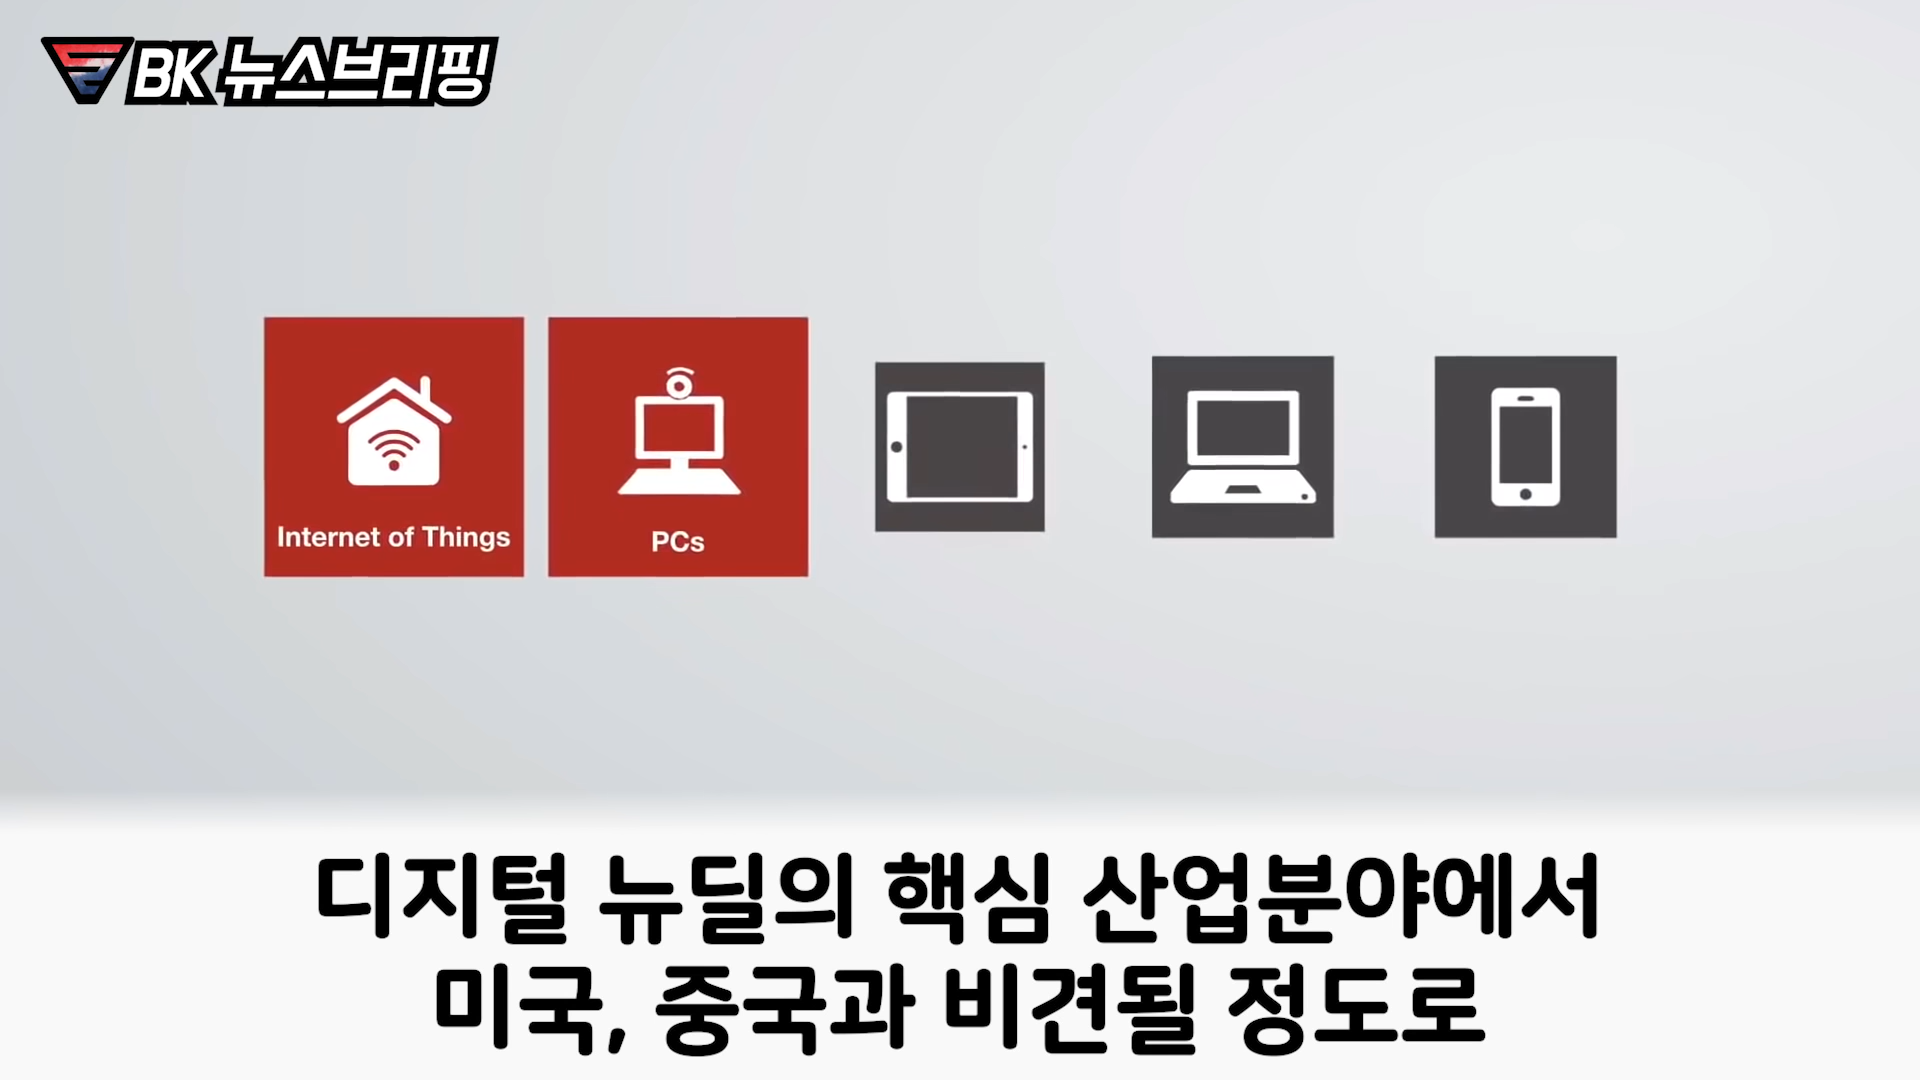 BK 뉴스브리핑
Internet of Things
PCs
디지털 뉴딜의 핵심 산업분야에서
미국, 중국과 비견될 정도로